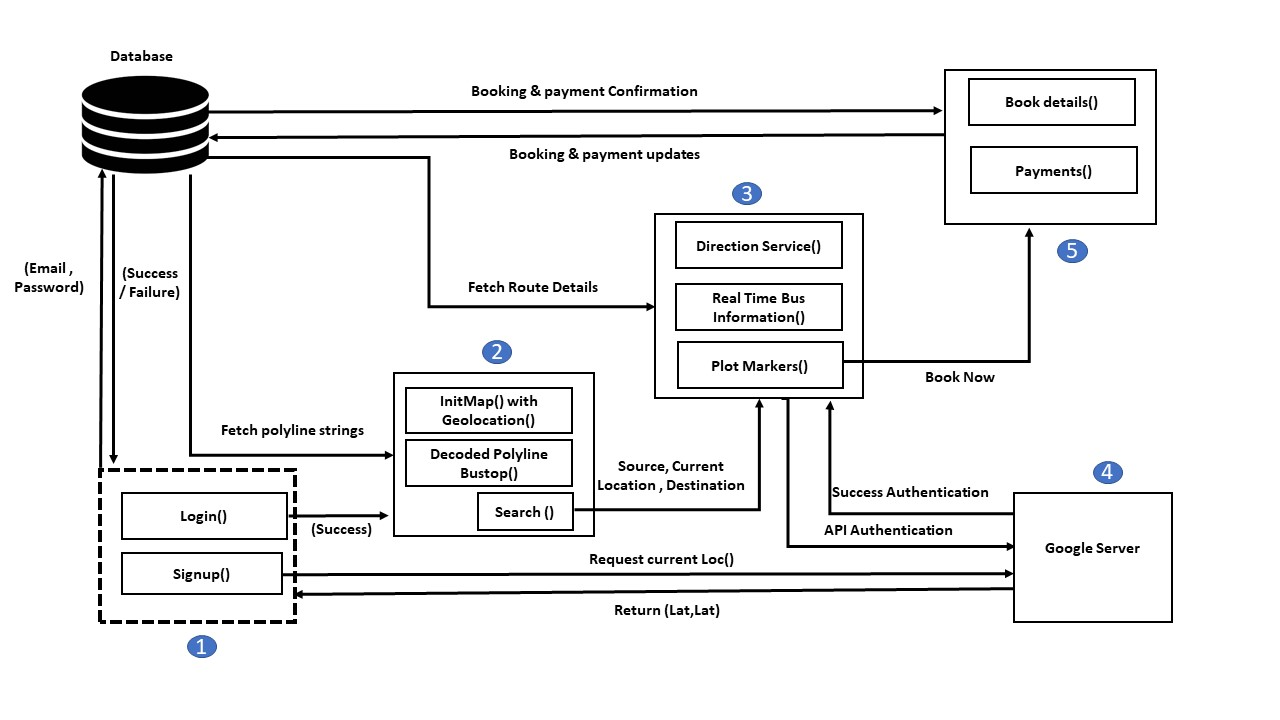 Database
Booking & payment Confirmation
Book details()
Booking & payment updates
Payments()
3
Direction Service()
5
(Email ,
Password)
(Success
/ Failure)
Fetch Route Details
Real Time Bus
Information()
2
Plot Markers()
Book Now
InitMap() with
Geolocation()
Fetch polyline strings
Decoded Polyline
Bustop()
Source, Current
Location , Destination
4
Success Authentication
Search ()
Login()
(Success)
API Authentication
Google Server
Request current Loc()
Signup()
Return (Lat,Lat)
1